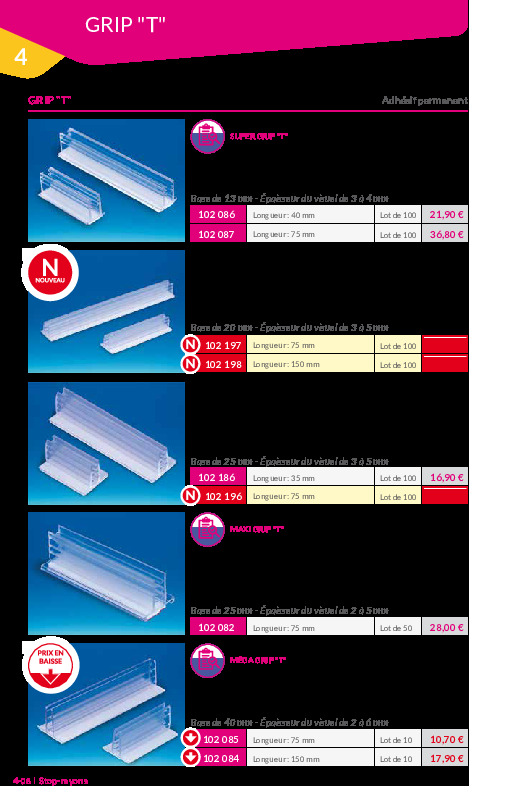 GRIP "T"
4
GRIP "T"
Adhésif permanent
SUPER GRIP "T"
Base de 13 mm - Épaisseur du visuel de 3 à 4 mm
102 086 Longueur : 40 mm Lot de 100 21,90 €
102 087 Longueur : 75 mm Lot de 100 36,80 €
N
NOUVEAU
Base de 20 mm - Épaisseur du visuel de 3 à 5 mm
N 102 197 Longueur : 75 mm Lot de 100
N 102 198 Longueur : 150 mm Lot de 100
Base de 25 mm - Épaisseur du visuel de 3 à 5 mm
102 186 Longueur : 35 mm Lot de 100 16,90 €
N 102 196 Longueur : 75 mm Lot de 100
MAXI GRIP "T"
Base de 25 mm - Épaisseur du visuel de 2 à 5 mm
102 082 Longueur : 75 mm Lot de 50 28,00 €
PRIX EN
BAISSE
MÉGA GRIP "T"
Base de 40 mm - Épaisseur du visuel de 2 à 6 mm
102 085 Longueur : 75 mm Lot de 10 10,70 €
102 084 Longueur : 150 mm Lot de 10 17,90 €
4-08 | Stop-rayons